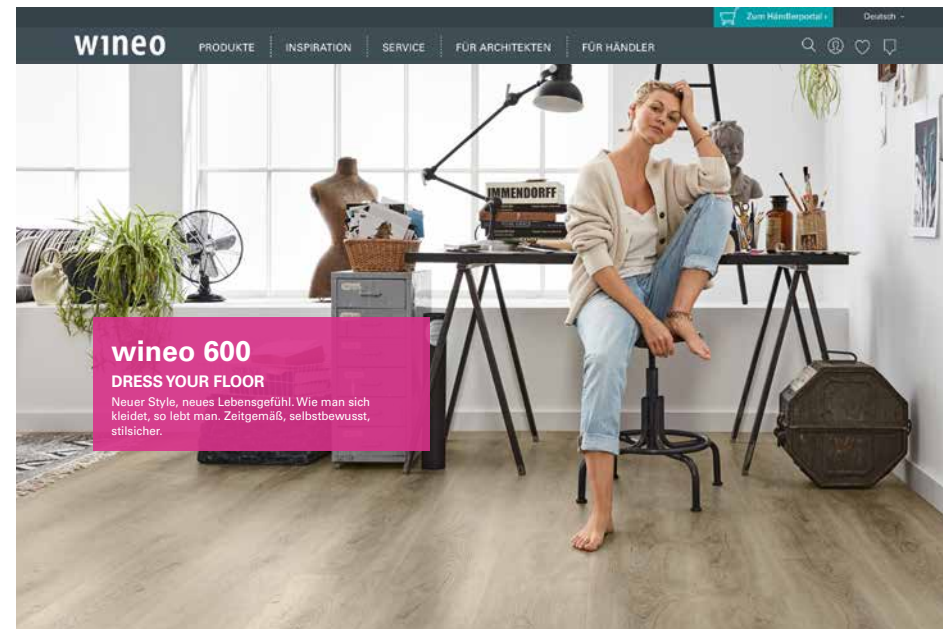 Zum Händlerportal ›
Deutsch
wineo
PRODUKTE
INSPIRATION
SERVICE
FÜR ARCHITEKTEN
FÜR HÄNDLER
IMMENDORFF
wineo 600
DRESS YOUR FLOOR
Neuer Style, neues Lebensgefühl. Wie man sich
kleidet, so lebt man. Zeitgemäß, selbstbewusst,
stilsicher.